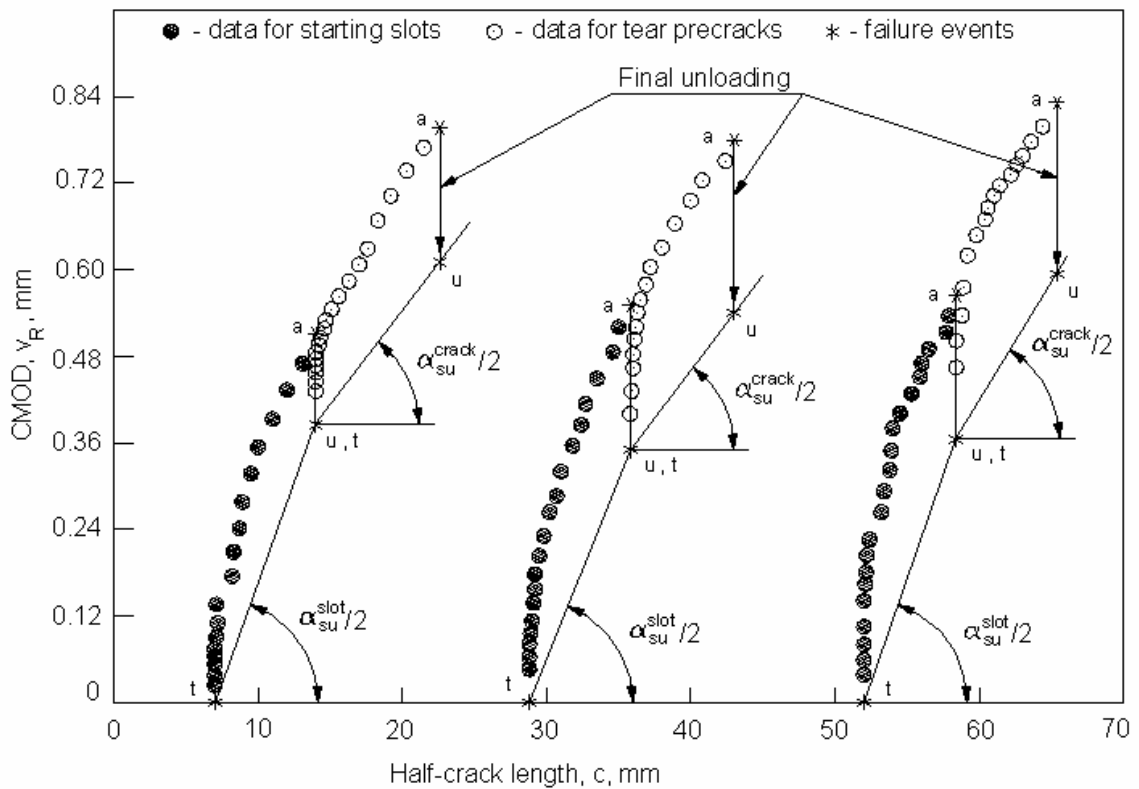 ● - data for starting slots ⊙ - data for tear precracks * - failure events
Final unloading
CMOD, v_R, mm
0.84
0.72
0.60
0.48
0.36
0.24
0.12
0
a
a
a
a
a
a
u
u
u
α_su^crack/2
α_su^crack/2
α_su^crack/2
u , t
u , t
u , t
α_su^slot/2
α_su^slot/2
α_su^slot/2
t
t
t
0 10 20 30 40 50 60 70
Half-crack length, c, mm